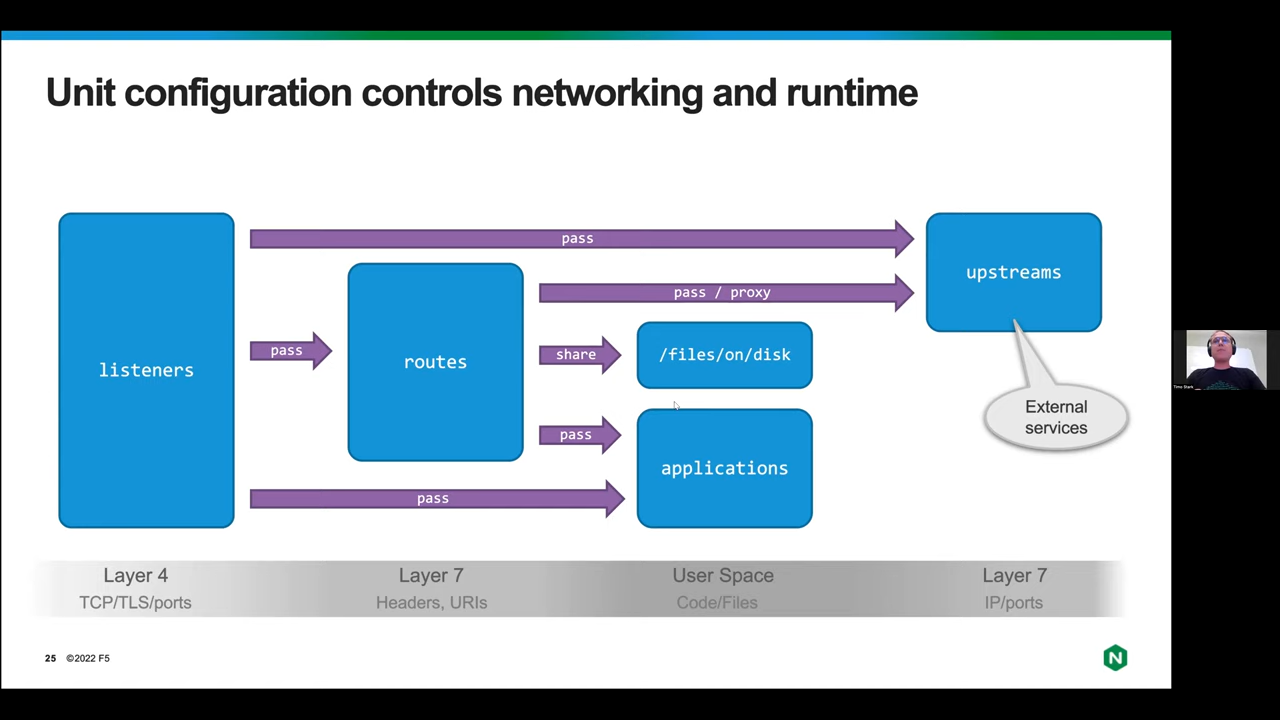 Unit configuration controls networking and runtime
pass
upstreams
pass / proxy
listeners
pass
routes
share
/files/on/disk
External
services
pass
applications
pass
Layer 4
TCP/TLS/ports
Layer 7
Headers, URIs
User Space
Code/Files
Layer 7
IP/ports
25 ©2022 F5
N
Timo Stark